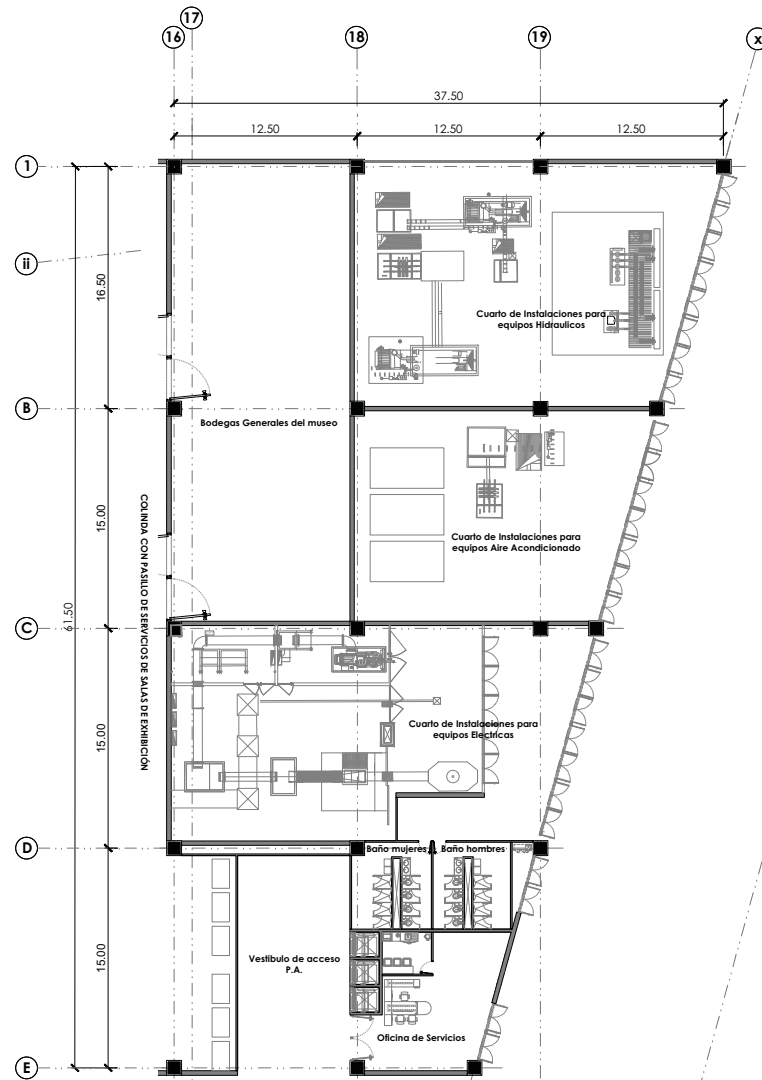 17
16
18
19
x
37.50
12.50
12.50
12.50
1
ii
16.50
Cuarto de Instalaciones para
equipos Hidraulicos
B
Bodegas Generales del museo
15.00
COLINDA CON PASILLO DE SERVICIOS DE SALAS DE EXHIBICIÓN
61.50
Cuarto de Instalaciones para
equipos Aire Acondicionado
C
15.00
Cuarto de Instalaciones para
equipos Electricas
D
Baño mujeres
Baño hombres
15.00
Vestibulo de acceso
P.A.
Oficina de Servicios
E